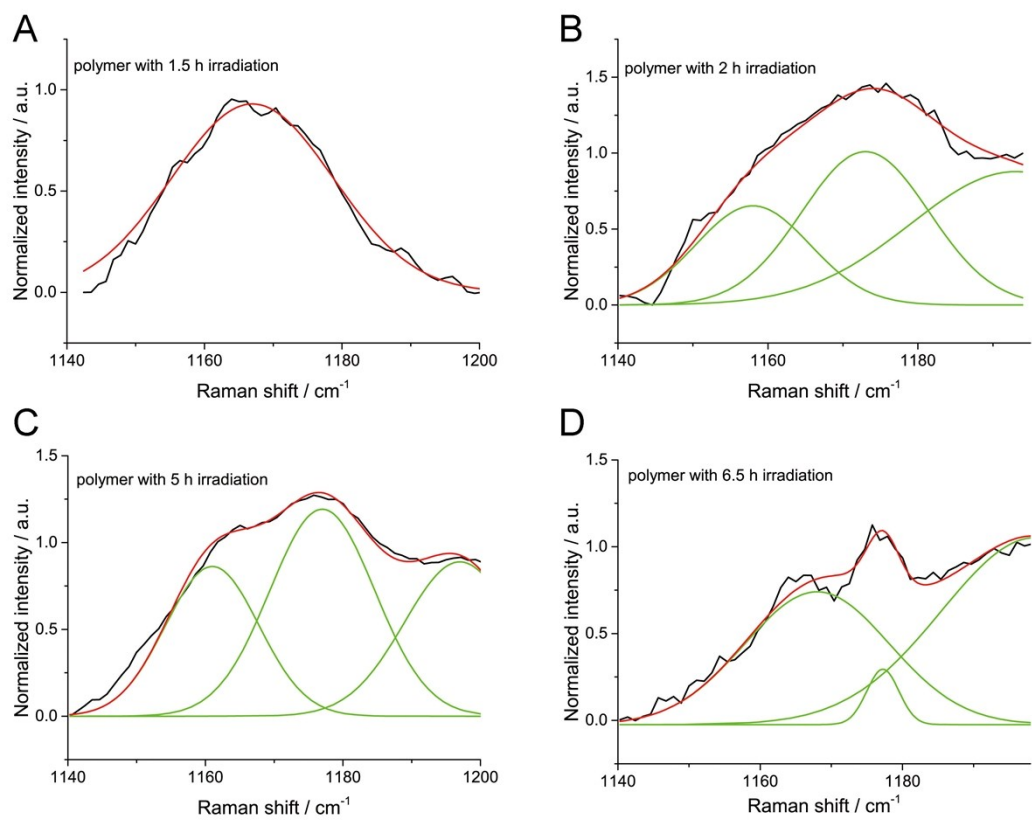 A
polymer with 1.5 h irradiation
Normalized intensity / a.u.
1.0
0.5
0.0
1140
1160
1180
1200
Raman shift / cm⁻¹
B
polymer with 2 h irradiation
Normalized intensity / a.u.
1.5
1.0
0.5
0.0
1140
1160
1180
Raman shift / cm⁻¹
C
polymer with 5 h irradiation
Normalized intensity / a.u.
1.5
1.0
0.5
0.0
1140
1160
1180
1200
Raman shift / cm⁻¹
D
polymer with 6.5 h irradiation
Normalized intensity / a.u.
1.5
1.0
0.5
0.0
1140
1160
1180
Raman shift / cm⁻¹